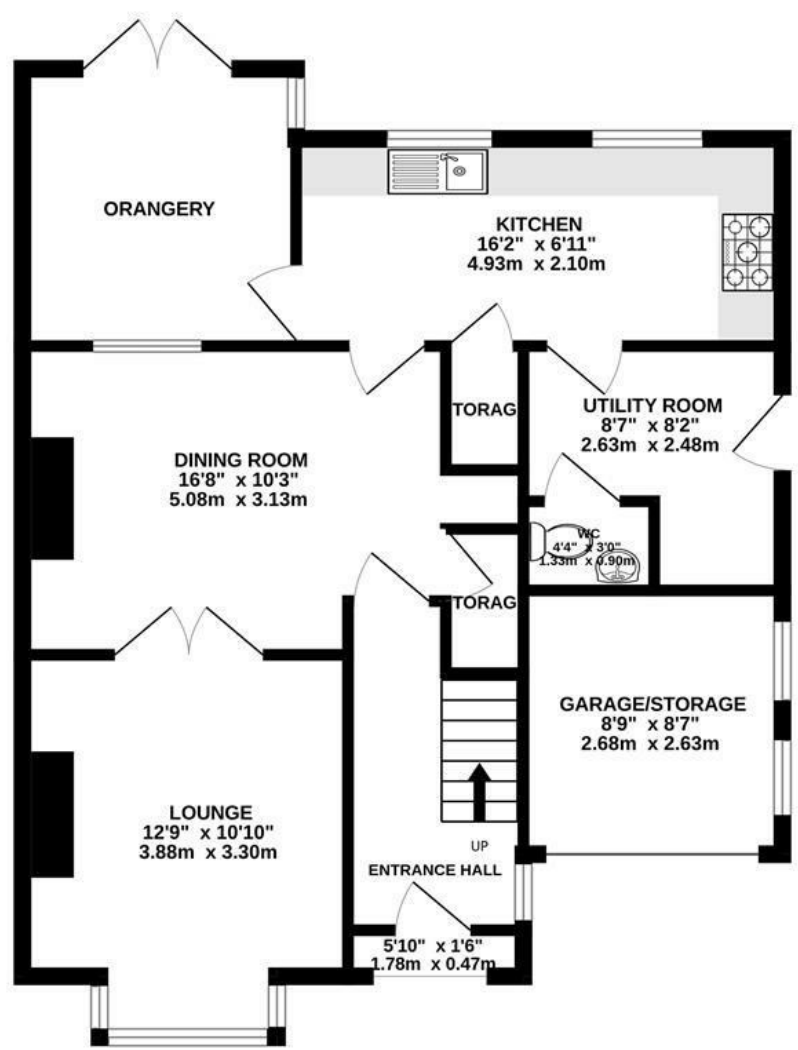 ORANGERY
KITCHEN
16'2" x 6'11"
4.93m x 2.10m
TORAG
UTILITY ROOM
8'7" x 8'2"
2.63m x 2.48m
DINING ROOM
16'8" x 10'3"
5.08m x 3.13m
WC
4'4" x 3'0"
1.33m x 0.90m
TORAG
GARAGE/STORAGE
8'9" x 8'7"
2.68m x 2.63m
LOUNGE
12'9" x 10'10"
3.88m x 3.30m
UP
ENTRANCE HALL
5'10" x 1'6"
1.78m x 0.47m